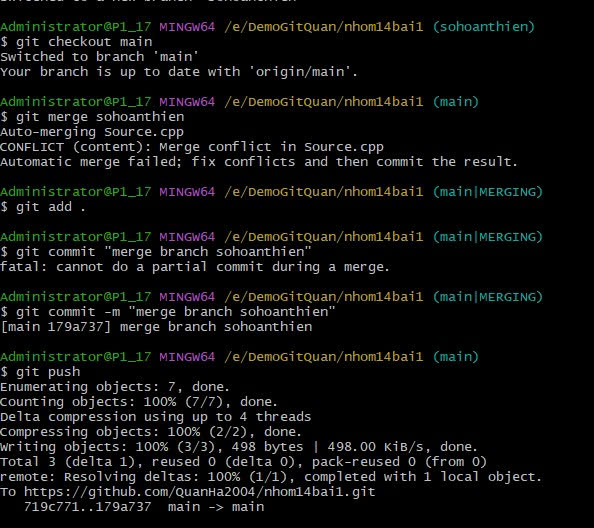 Administrator@P1_17 MINGW64 /e/DemoGitQuan/nhom14bai1 (sohoanthien)
$ git checkout main
Switched to branch 'main'
Your branch is up to date with 'origin/main'.
Administrator@P1_17 MINGW64 /e/DemoGitQuan/nhom14bai1 (main)
$ git merge sohoanthien
Auto-merging Source.cpp
CONFLICT (content): Merge conflict in Source.cpp
Automatic merge failed; fix conflicts and then commit the result.
Administrator@P1_17 MINGW64 /e/DemoGitQuan/nhom14bai1 (main|MERGING)
$ git add .
Administrator@P1_17 MINGW64 /e/DemoGitQuan/nhom14bai1 (main|MERGING)
$ git commit "merge branch sohoanthien"
fatal: cannot do a partial commit during a merge.
Administrator@P1_17 MINGW64 /e/DemoGitQuan/nhom14bai1 (main|MERGING)
$ git commit -m "merge branch sohoanthien"
[main 179a737] merge branch sohoanthien
Administrator@P1_17 MINGW64 /e/DemoGitQuan/nhom14bai1 (main)
$ git push
Enumerating objects: 7, done.
Counting objects: 100% (7/7), done.
Delta compression using up to 4 threads
Compressing objects: 100% (2/2), done.
Writing objects: 100% (3/3), 498 bytes | 498.00 KiB/s, done.
Total 3 (delta 1), reused 0 (delta 0), pack-reused 0 (from 0)
remote: Resolving deltas: 100% (1/1), completed with 1 local object.
To https://github.com/QuanHa2004/nhom14bai1.git
   719c771..179a737  main -> main